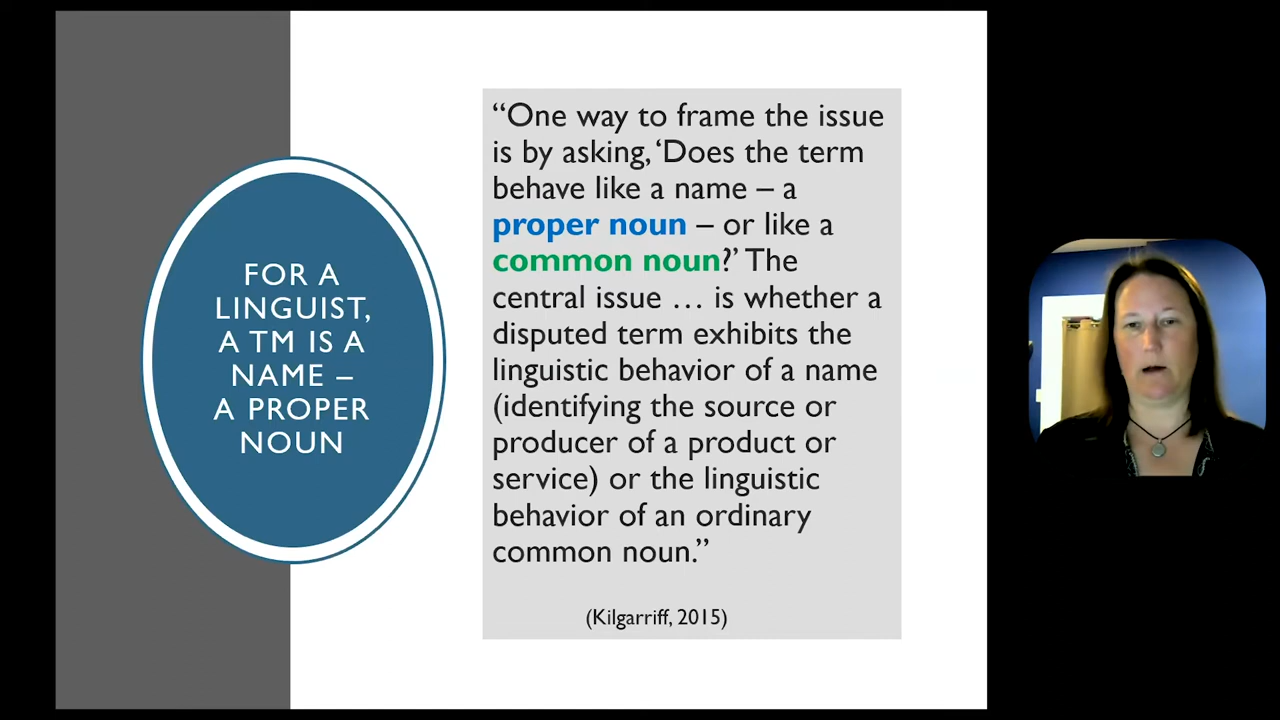 FOR A
LINGUIST,
A TM IS A
NAME –
A PROPER
NOUN
“One way to frame the issue
is by asking, ‘Does the term
behave like a name – a
proper noun – or like a
common noun?’ The
central issue … is whether a
disputed term exhibits the
linguistic behavior of a name
(identifying the source or
producer of a product or
service) or the linguistic
behavior of an ordinary
common noun.”
(Kilgarriff, 2015)